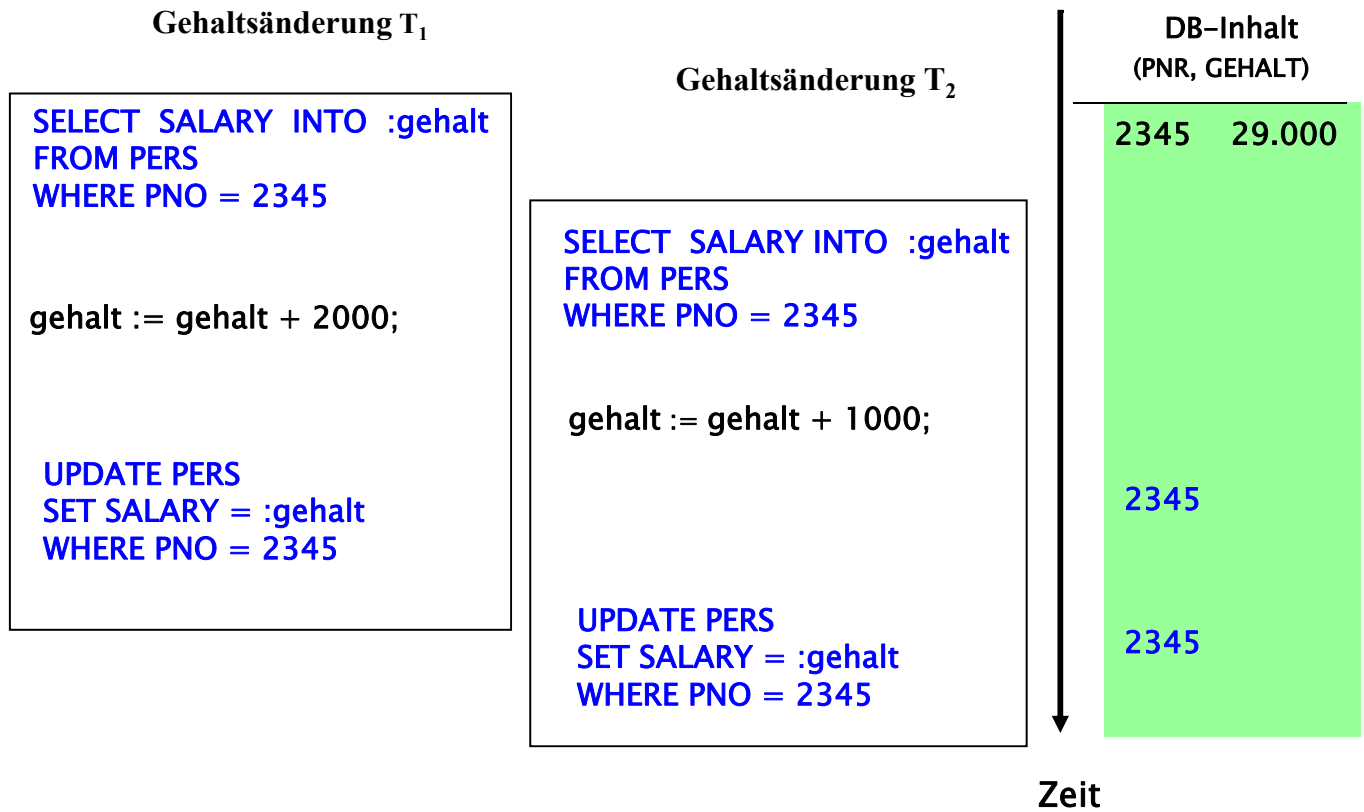 Gehaltsänderung T1
SELECT SALARY INTO :gehalt
FROM PERS
WHERE PNO = 2345
gehalt := gehalt + 2000;
UPDATE PERS
SET SALARY = :gehalt
WHERE PNO = 2345
Gehaltsänderung T2
SELECT SALARY INTO :gehalt
FROM PERS
WHERE PNO = 2345
gehalt := gehalt + 1000;
UPDATE PERS
SET SALARY = :gehalt
WHERE PNO = 2345
DB-Inhalt
(PNR, GEHALT)
2345 29.000
2345
2345
Zeit